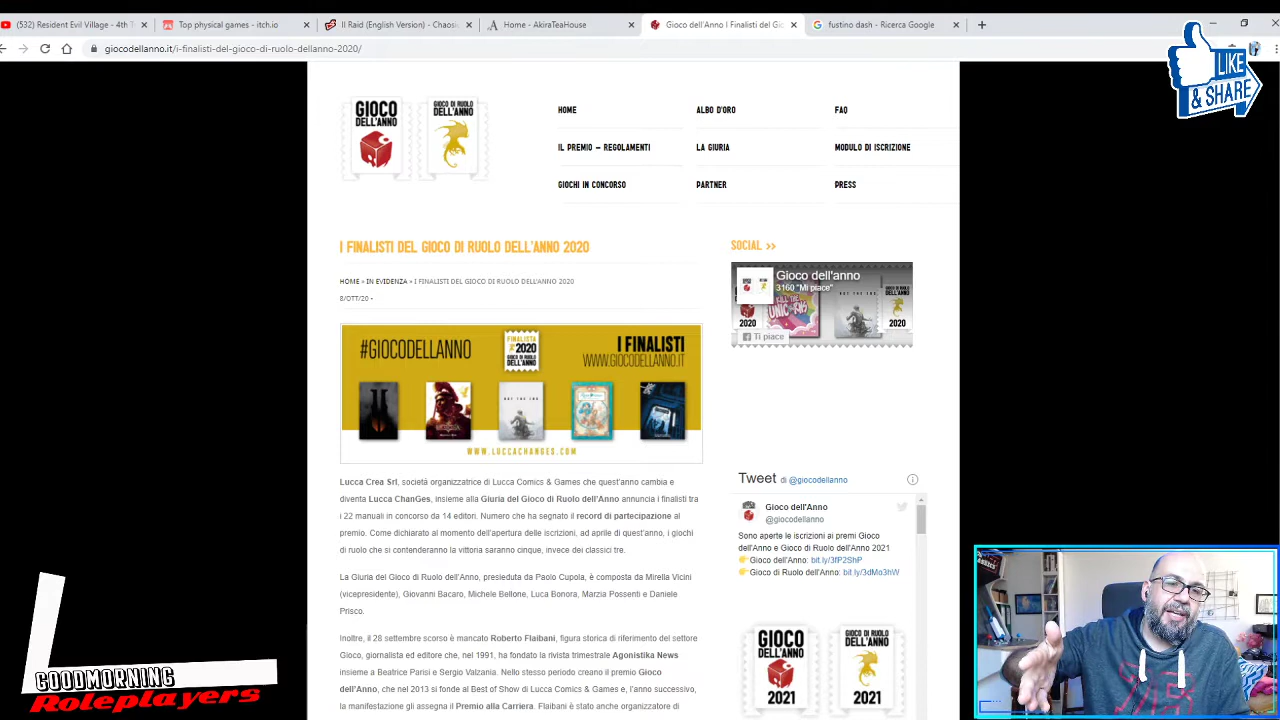 (532) Resident Evil Village - 4th T
Top physical games - itch.io
Il Raid (English Version) - Chaosiu
Home - AkiraTeaHouse
Gioco dell'Anno I Finalisti del Gio
fustino dash - Ricerca Google
giocodellanno.it/i-finalisti-del-gioco-di-ruolo-dellanno-2020/
LIKE
& SHARE
GIOCO
DELL'ANNO
GIOCO DI RUOLO
DELL'ANNO
HOME
ALBO D'ORO
FAQ
IL PREMIO – REGOLAMENTI
LA GIURIA
MODULO DI ISCRIZIONE
GIOCHI IN CONCORSO
PARTNER
PRESS
I FINALISTI DEL GIOCO DI RUOLO DELL'ANNO 2020
HOME » IN EVIDENZA » I FINALISTI DEL GIOCO DI RUOLO DELL'ANNO 2020
8/OTT/20 -
#GIOCODELLANNO
FINALISTA
2020
GIOCO DI RUOLO
DELL'ANNO
I FINALISTI
WWW.GIOCODELLANNO.IT
WWW.LUCCACHANGES.COM
Lucca Crea Srl, società organizzatrice di Lucca Comics & Games che quest'anno cambia e
diventa Lucca ChanGes, insieme alla Giuria del Gioco di Ruolo dell'Anno annuncia i finalisti tra
i 22 manuali in concorso da 14 editori. Numero che ha segnato il record di partecipazione al
premio. Come dichiarato al momento dell'apertura delle iscrizioni, ad aprile di quest'anno, i giochi
di ruolo che si contenderanno la vittoria saranno cinque, invece dei classici tre.
La Giuria del Gioco di Ruolo dell'Anno, presieduta da Paolo Cupola, è composta da Mirella Vicini
(vicepresidente), Giovanni Bacaro, Michele Bellone, Luca Bonora, Marzia Possenti e Daniele
Prisco.
Inoltre, il 28 settembre scorso è mancato Roberto Flaibani, figura storica di riferimento del settore
Gioco, giornalista ed editore che, nel 1991, ha fondato la rivista trimestrale Agonistika News
insieme a Beatrice Parisi e Sergio Valzania. Nello stesso periodo creano il premio Gioco
dell'Anno, che nel 2013 si fonde al Best of Show di Lucca Comics & Games e, l'anno successivo,
la manifestazione gli assegna il Premio alla Carriera. Flaibani è stato anche organizzatore di
SOCIAL >>
Gioco dell'anno
3160 "Mi piace"
KILL THE
UNICORNS
2020
2020
Ti piace
Tweet di @giocodellanno
Gioco dell'Anno
@giocodellanno
Sono aperte le iscrizioni ai premi Gioco
dell'Anno e Gioco di Ruolo dell'Anno 2021
Gioco dell'Anno: bit.ly/3fP2ShP
Gioco di Ruolo dell'Anno: bit.ly/3dMo3hW
GIOCO
DELL'ANNO
2021
GIOCO DI RUOLO
DELL'ANNO
2021
GOODMORNING
Roleplayers